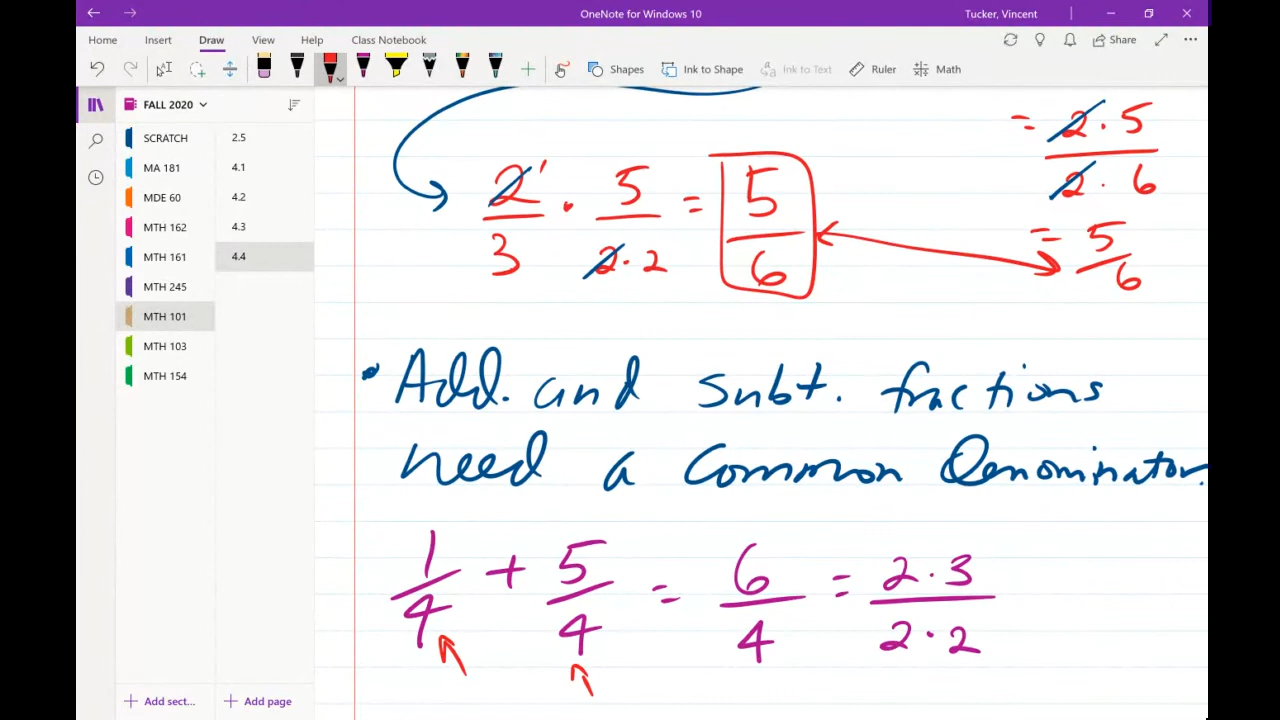 OneNote for Windows 10
Tucker, Vincent
Home Insert Draw View Help Class Notebook
Share
Shapes Ink to Shape Ink to Text Ruler Math
FALL 2020
SCRATCH
MA 181
MDE 60
MTH 162
MTH 161
MTH 245
MTH 101
MTH 103
MTH 154
Add sect...
2.5
4.1
4.2
4.3
4.4
Add page
2/3 · 5/(2·2) = 5/6
= (2·5)/(2·6)
= 5/6
• Add. and subt. fractions
need a Common Denominator.
1/4 + 5/4 = 6/4 = (2·3)/(2·2)